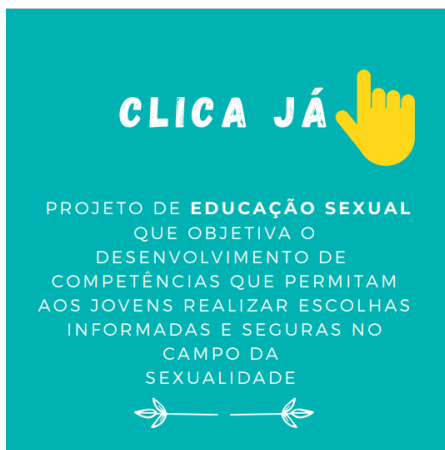 CLICA JÁ
PROJETO DE EDUCAÇÃO SEXUAL
QUE OBJETIVA O
DESENVOLVIMENTO DE
COMPETÊNCIAS QUE PERMITAM
AOS JOVENS REALIZAR ESCOLHAS
INFORMADAS E SEGURAS NO
CAMPO DA
SEXUALIDADE